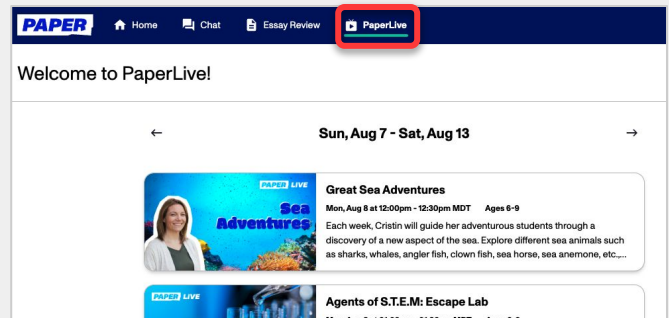 PAPER Home Chat Essay Review PaperLive
Welcome to PaperLive!
← Sun, Aug 7 - Sat, Aug 13 →
PAPER LIVE
Sea
Adventures
Great Sea Adventures
Mon, Aug 8 at 12:00pm - 12:30pm MDT Ages 6-9
Each week, Cristin will guide her adventurous students through a
discovery of a new aspect of the sea. Explore different sea animals such
as sharks, whales, angler fish, clown fish, sea horse, sea anemone, etc.,...
PAPER LIVE
Agents of S.T.E.M: Escape Lab